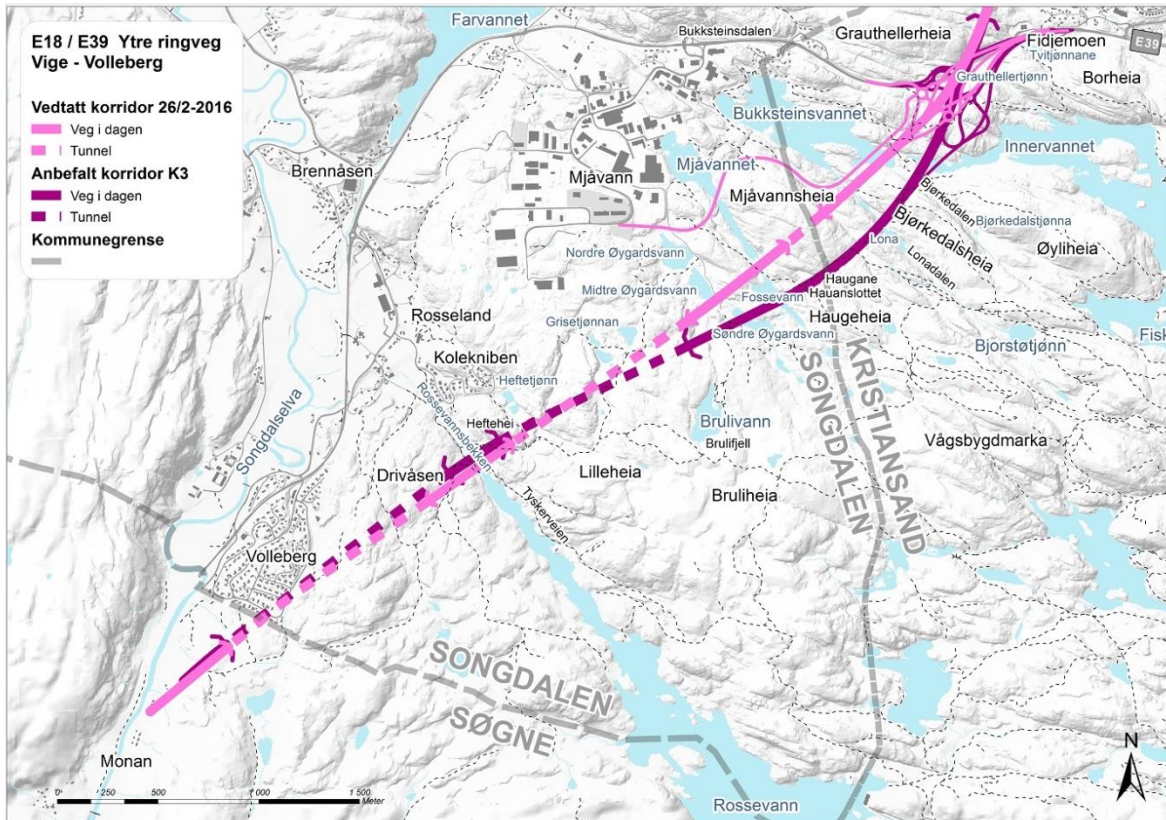 E18 / E39 Ytre ringveg
Vige - Volleberg
Vedtatt korridor 26/2-2016
Veg i dagen
Tunnel
Anbefalt korridor K3
Veg i dagen
Tunnel
Kommunegrense
Farvannet
Bukksteinsdalen
Grauthellerheia
Fidjemoen
E39
Tvitjønnane
Grauthellertjønn
Borheia
Bukksteinsvannet
Innervannet
Brennåsen
Mjåvann
Mjåvannet
Mjåvannsheia
Bjørkedalen
Bjørkedalstjønna
Bjørkedalsheia
Øyliheia
Lona
Lonadalen
Nordre Øygardsvann
Midtre Øygardsvann
Fossevann
Haugane
Hauanslottet
Haugeheia
Rosseland
Grisetjønnan
Søndre Øygardsvann
Bjorstøtjønn
Fisk
Kolekniben
Heftetjønn
KRISTIANSAND
SONGDALEN
Songdalselva
Rossevannsbekken
Heftehei
Brulivann
Brulifjell
Vågsbygdmarka
Drivåsen
Lilleheia
Bruliheia
Tyskerveien
Volleberg
SONGDALEN
SØGNE
Monan
N
0 500 1 000 1 500
Meter
Rossevann